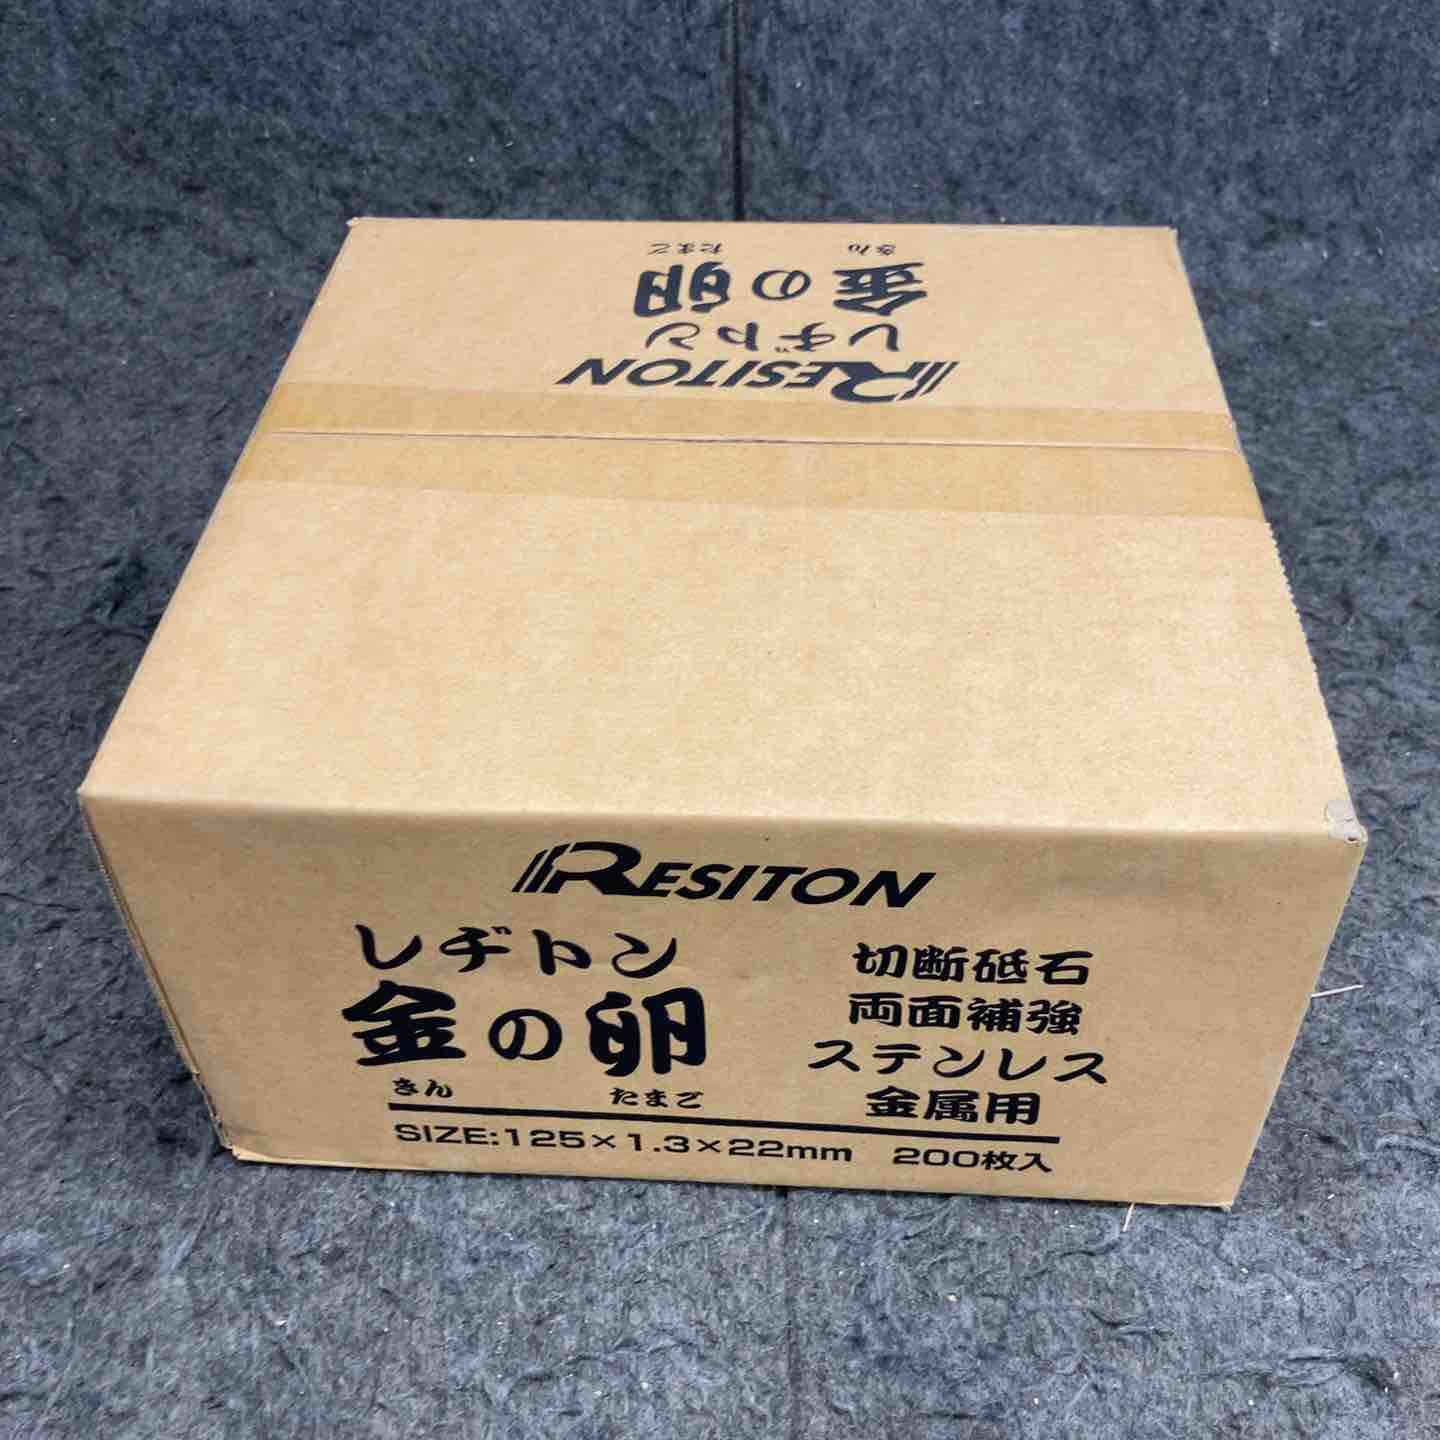 きん たまご
金の卵
レヂトン
RESITON
RESITON
レヂトン
金の卵
きん たまご
切断砥石
両面補強
ステンレス
金属用
SIZE:125×1.3×22mm 200枚入